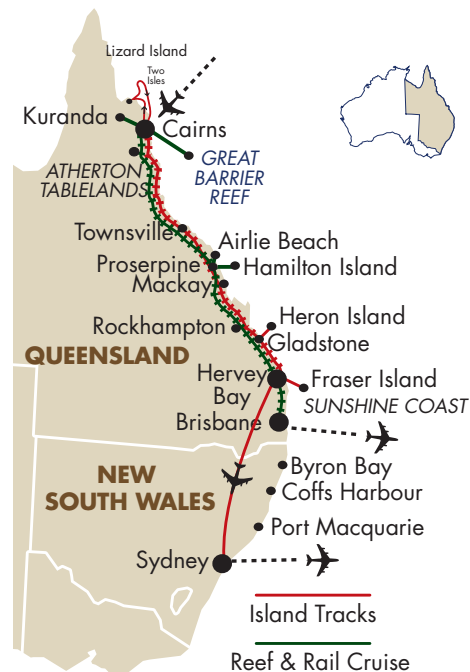 Lizard Island
Two
Isles
Kuranda
Cairns
ATHERTON
TABLELANDS
GREAT
BARRIER
REEF
Townsville
Airlie Beach
Proserpine
Hamilton Island
Mackay
Heron Island
Rockhampton
Gladstone
QUEENSLAND
Hervey
Bay
Fraser Island
SUNSHINE COAST
Brisbane
NEW
SOUTH WALES
Byron Bay
Coffs Harbour
Port Macquarie
Sydney
Island Tracks
Reef & Rail Cruise